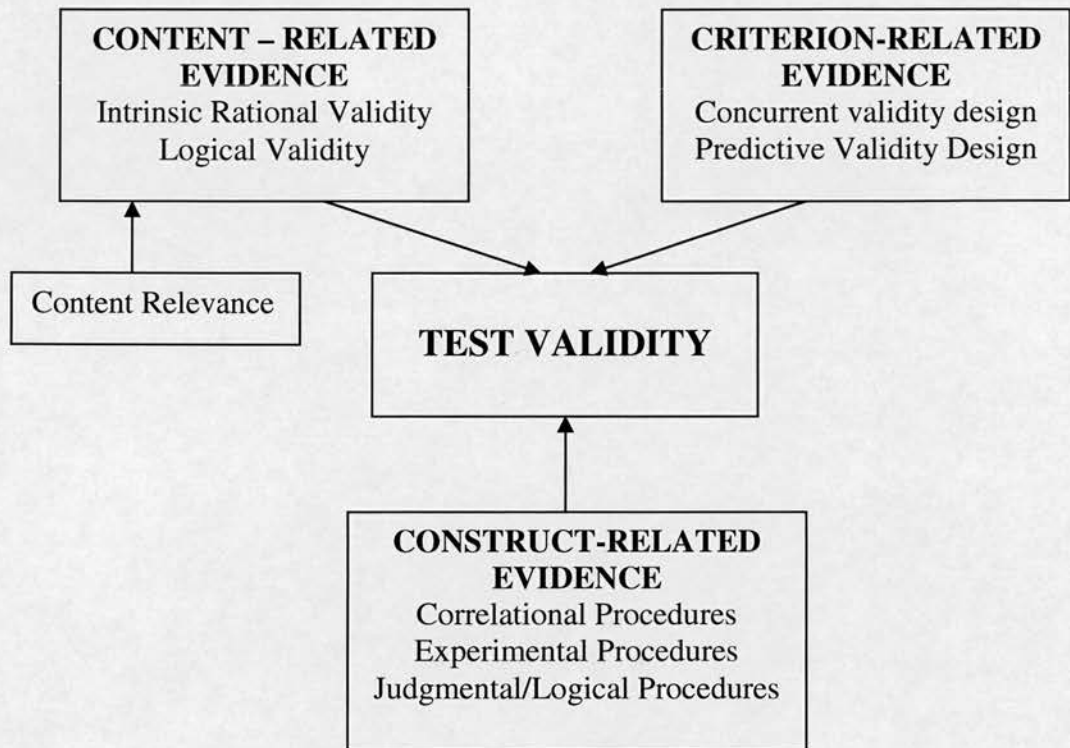 CONTENT – RELATED
EVIDENCE
Intrinsic Rational Validity
Logical Validity
CRITERION-RELATED
EVIDENCE
Concurrent validity design
Predictive Validity Design
Content Relevance
TEST VALIDITY
CONSTRUCT-RELATED
EVIDENCE
Correlational Procedures
Experimental Procedures
Judgmental/Logical Procedures